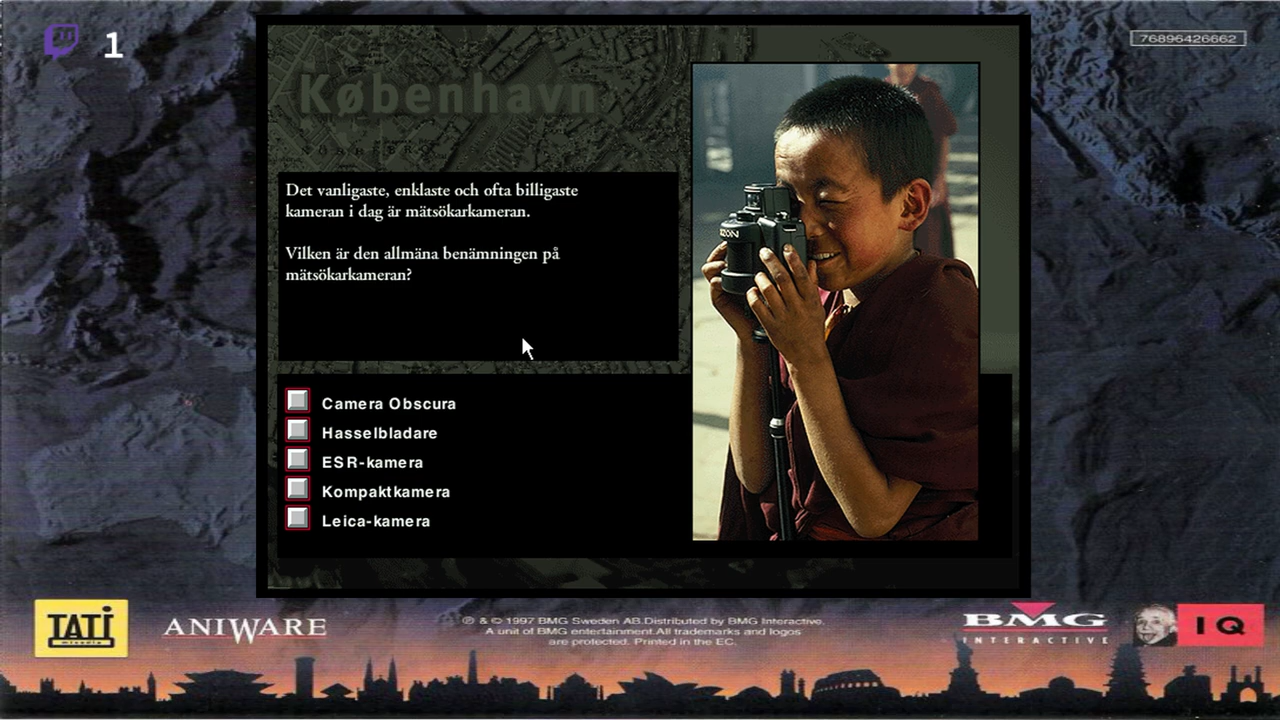 1
76896426662
København
Det vanligaste, enklaste och ofta billigaste
kameran i dag är mätsökarkameran.
Vilken är den allmäna benämningen på
mätsökarkameran?
Camera Obscura
Hasselbladare
ESR-kamera
Kompaktkamera
Leica-kamera
TATi
ANIWARE
℗ & © 1997 BMG Sweden AB.Distributed by BMG Interactive.
A unit of BMG entertainment.All trademarks and logos
are protected. Printed in the EC.
BMG
INTERACTIVE
IQ